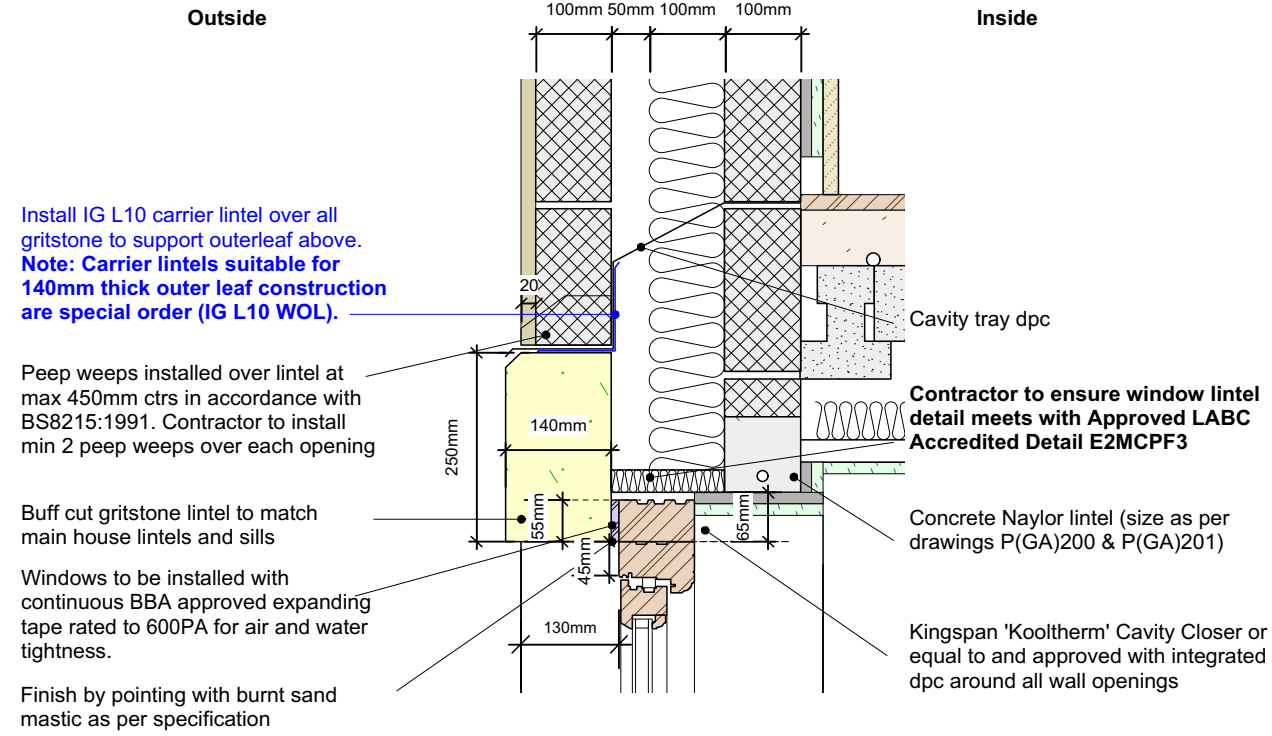 Outside
100mm 50mm 100mm 100mm
Inside
Install IG L10 carrier lintel over all
gritstone to support outerleaf above.
Note: Carrier lintels suitable for
140mm thick outer leaf construction
are special order (IG L10 WOL).
20
Peep weeps installed over lintel at
max 450mm ctrs in accordance with
BS8215:1991. Contractor to install
min 2 peep weeps over each opening
Buff cut gritstone lintel to match
main house lintels and sills
Windows to be installed with
continuous BBA approved expanding
tape rated to 600PA for air and water
tightness.
Finish by pointing with burnt sand
mastic as per specification
250mm
140mm
55mm
45mm
65mm
130mm
Cavity tray dpc
Contractor to ensure window lintel
detail meets with Approved LABC
Accredited Detail E2MCPF3
Concrete Naylor lintel (size as per
drawings P(GA)200 & P(GA)201)
Kingspan 'Kooltherm' Cavity Closer or
equal to and approved with integrated
dpc around all wall openings